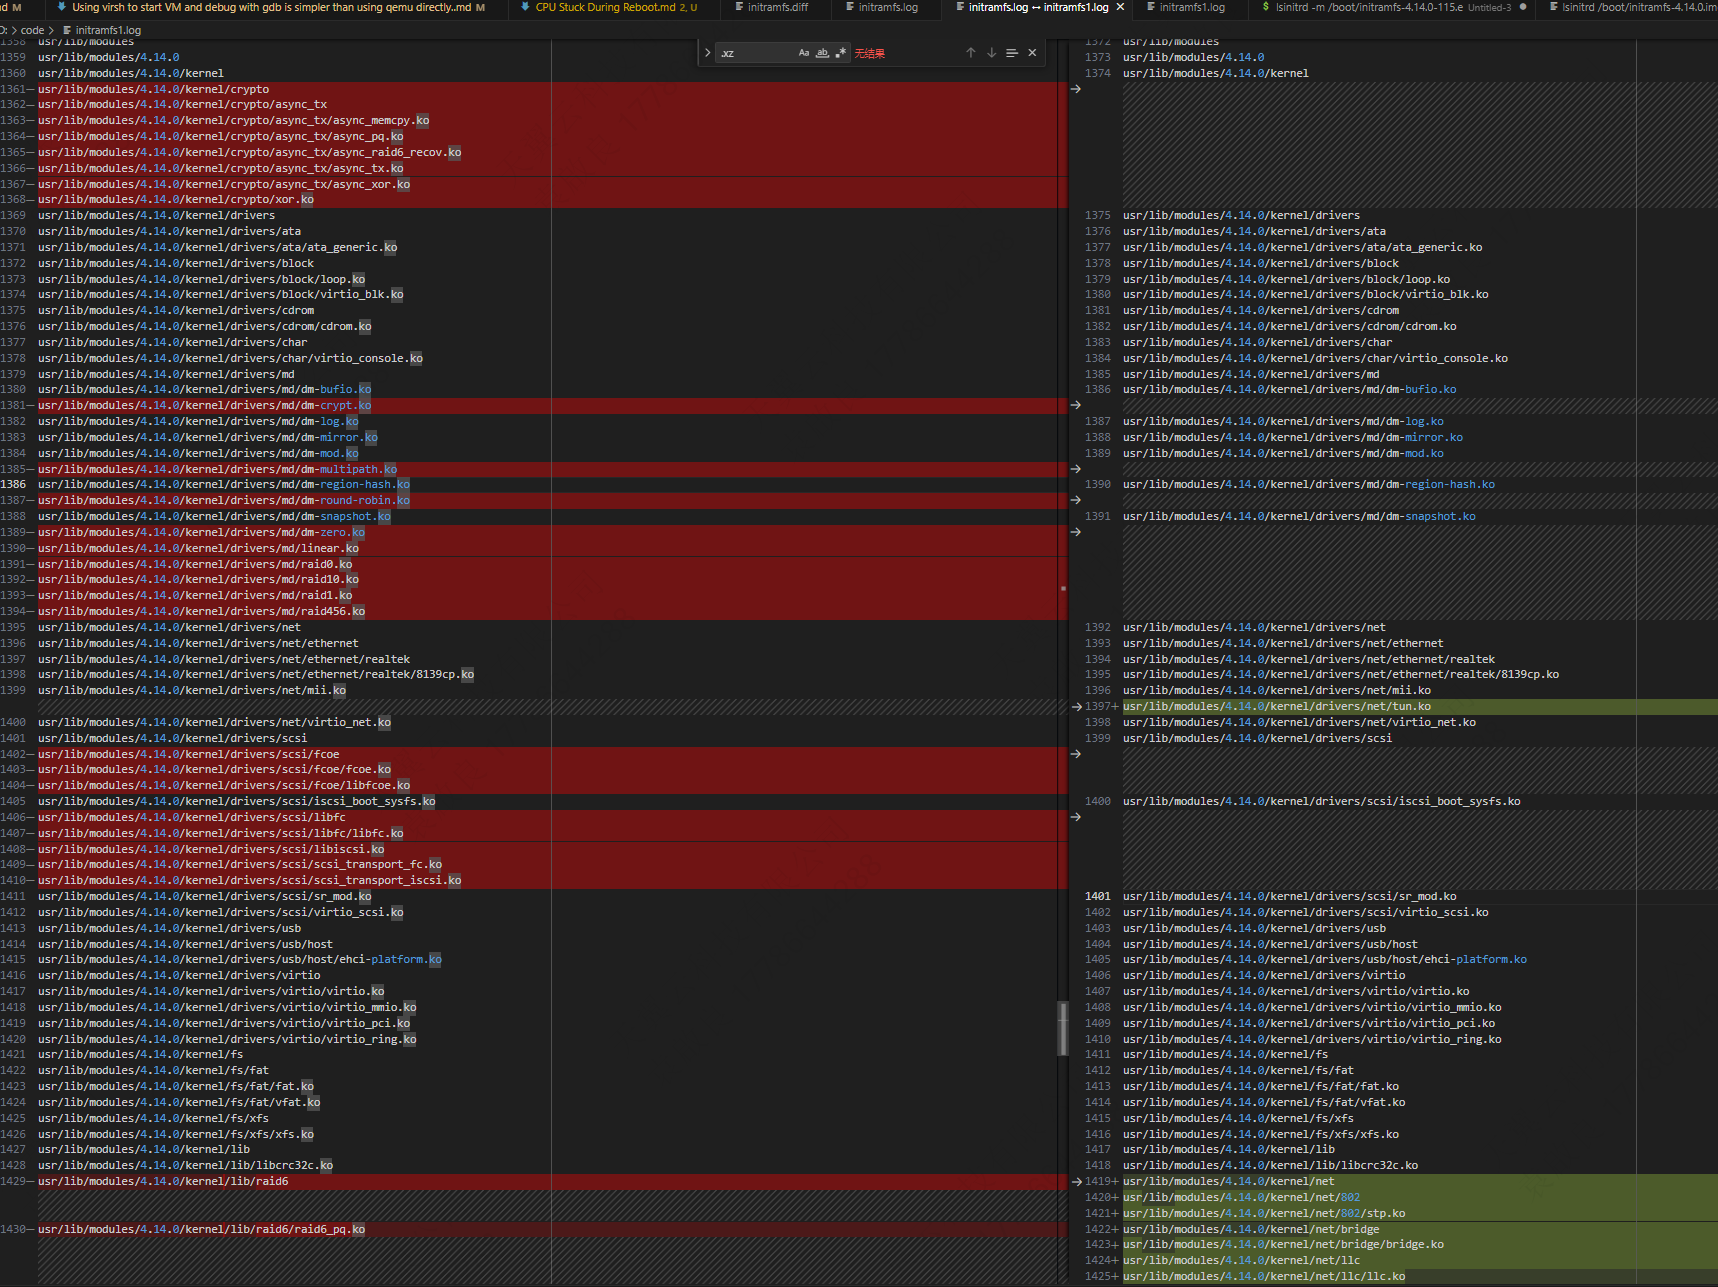 nd M
Using virsh to start VM and debug with gdb is simpler than using qemu directly..md M
CPU Stuck During Reboot.md 2, U
initramfs.diff
initramfs.log
initramfs.log ↔ initramfs1.log
initramfs1.log
lsinitrd -m /boot/initramfs-4.14.0-115.e Untitled-3
lsinitrd /boot/initramfs-4.14.0.im
D: > code > initramfs1.log
.xz
Aa
ab
无结果
1358 usr/lib/modules
1359 usr/lib/modules/4.14.0
1360 usr/lib/modules/4.14.0/kernel
1361— usr/lib/modules/4.14.0/kernel/crypto
1362— usr/lib/modules/4.14.0/kernel/crypto/async_tx
1363— usr/lib/modules/4.14.0/kernel/crypto/async_tx/async_memcpy.ko
1364— usr/lib/modules/4.14.0/kernel/crypto/async_tx/async_pq.ko
1365— usr/lib/modules/4.14.0/kernel/crypto/async_tx/async_raid6_recov.ko
1366— usr/lib/modules/4.14.0/kernel/crypto/async_tx/async_tx.ko
1367— usr/lib/modules/4.14.0/kernel/crypto/async_tx/async_xor.ko
1368— usr/lib/modules/4.14.0/kernel/crypto/xor.ko
1369 usr/lib/modules/4.14.0/kernel/drivers
1370 usr/lib/modules/4.14.0/kernel/drivers/ata
1371 usr/lib/modules/4.14.0/kernel/drivers/ata/ata_generic.ko
1372 usr/lib/modules/4.14.0/kernel/drivers/block
1373 usr/lib/modules/4.14.0/kernel/drivers/block/loop.ko
1374 usr/lib/modules/4.14.0/kernel/drivers/block/virtio_blk.ko
1375 usr/lib/modules/4.14.0/kernel/drivers/cdrom
1376 usr/lib/modules/4.14.0/kernel/drivers/cdrom/cdrom.ko
1377 usr/lib/modules/4.14.0/kernel/drivers/char
1378 usr/lib/modules/4.14.0/kernel/drivers/char/virtio_console.ko
1379 usr/lib/modules/4.14.0/kernel/drivers/md
1380 usr/lib/modules/4.14.0/kernel/drivers/md/dm-bufio.ko
1381— usr/lib/modules/4.14.0/kernel/drivers/md/dm-crypt.ko
1382 usr/lib/modules/4.14.0/kernel/drivers/md/dm-log.ko
1383 usr/lib/modules/4.14.0/kernel/drivers/md/dm-mirror.ko
1384 usr/lib/modules/4.14.0/kernel/drivers/md/dm-mod.ko
1385— usr/lib/modules/4.14.0/kernel/drivers/md/dm-multipath.ko
1386 usr/lib/modules/4.14.0/kernel/drivers/md/dm-region-hash.ko
1387— usr/lib/modules/4.14.0/kernel/drivers/md/dm-round-robin.ko
1388 usr/lib/modules/4.14.0/kernel/drivers/md/dm-snapshot.ko
1389— usr/lib/modules/4.14.0/kernel/drivers/md/dm-zero.ko
1390— usr/lib/modules/4.14.0/kernel/drivers/md/linear.ko
1391— usr/lib/modules/4.14.0/kernel/drivers/md/raid0.ko
1392— usr/lib/modules/4.14.0/kernel/drivers/md/raid10.ko
1393— usr/lib/modules/4.14.0/kernel/drivers/md/raid1.ko
1394— usr/lib/modules/4.14.0/kernel/drivers/md/raid456.ko
1395 usr/lib/modules/4.14.0/kernel/drivers/net
1396 usr/lib/modules/4.14.0/kernel/drivers/net/ethernet
1397 usr/lib/modules/4.14.0/kernel/drivers/net/ethernet/realtek
1398 usr/lib/modules/4.14.0/kernel/drivers/net/ethernet/realtek/8139cp.ko
1399 usr/lib/modules/4.14.0/kernel/drivers/net/mii.ko
1400 usr/lib/modules/4.14.0/kernel/drivers/net/virtio_net.ko
1401 usr/lib/modules/4.14.0/kernel/drivers/scsi
1402— usr/lib/modules/4.14.0/kernel/drivers/scsi/fcoe
1403— usr/lib/modules/4.14.0/kernel/drivers/scsi/fcoe/fcoe.ko
1404— usr/lib/modules/4.14.0/kernel/drivers/scsi/fcoe/libfcoe.ko
1405 usr/lib/modules/4.14.0/kernel/drivers/scsi/iscsi_boot_sysfs.ko
1406— usr/lib/modules/4.14.0/kernel/drivers/scsi/libfc
1407— usr/lib/modules/4.14.0/kernel/drivers/scsi/libfc/libfc.ko
1408— usr/lib/modules/4.14.0/kernel/drivers/scsi/libiscsi.ko
1409— usr/lib/modules/4.14.0/kernel/drivers/scsi/scsi_transport_fc.ko
1410— usr/lib/modules/4.14.0/kernel/drivers/scsi/scsi_transport_iscsi.ko
1411 usr/lib/modules/4.14.0/kernel/drivers/scsi/sr_mod.ko
1412 usr/lib/modules/4.14.0/kernel/drivers/scsi/virtio_scsi.ko
1413 usr/lib/modules/4.14.0/kernel/drivers/usb
1414 usr/lib/modules/4.14.0/kernel/drivers/usb/host
1415 usr/lib/modules/4.14.0/kernel/drivers/usb/host/ehci-platform.ko
1416 usr/lib/modules/4.14.0/kernel/drivers/virtio
1417 usr/lib/modules/4.14.0/kernel/drivers/virtio/virtio.ko
1418 usr/lib/modules/4.14.0/kernel/drivers/virtio/virtio_mmio.ko
1419 usr/lib/modules/4.14.0/kernel/drivers/virtio/virtio_pci.ko
1420 usr/lib/modules/4.14.0/kernel/drivers/virtio/virtio_ring.ko
1421 usr/lib/modules/4.14.0/kernel/fs
1422 usr/lib/modules/4.14.0/kernel/fs/fat
1423 usr/lib/modules/4.14.0/kernel/fs/fat/fat.ko
1424 usr/lib/modules/4.14.0/kernel/fs/fat/vfat.ko
1425 usr/lib/modules/4.14.0/kernel/fs/xfs
1426 usr/lib/modules/4.14.0/kernel/fs/xfs/xfs.ko
1427 usr/lib/modules/4.14.0/kernel/lib
1428 usr/lib/modules/4.14.0/kernel/lib/libcrc32c.ko
1429— usr/lib/modules/4.14.0/kernel/lib/raid6
1430— usr/lib/modules/4.14.0/kernel/lib/raid6/raid6_pq.ko
1372 usr/lib/modules
1373 usr/lib/modules/4.14.0
1374 usr/lib/modules/4.14.0/kernel
1375 usr/lib/modules/4.14.0/kernel/drivers
1376 usr/lib/modules/4.14.0/kernel/drivers/ata
1377 usr/lib/modules/4.14.0/kernel/drivers/ata/ata_generic.ko
1378 usr/lib/modules/4.14.0/kernel/drivers/block
1379 usr/lib/modules/4.14.0/kernel/drivers/block/loop.ko
1380 usr/lib/modules/4.14.0/kernel/drivers/block/virtio_blk.ko
1381 usr/lib/modules/4.14.0/kernel/drivers/cdrom
1382 usr/lib/modules/4.14.0/kernel/drivers/cdrom/cdrom.ko
1383 usr/lib/modules/4.14.0/kernel/drivers/char
1384 usr/lib/modules/4.14.0/kernel/drivers/char/virtio_console.ko
1385 usr/lib/modules/4.14.0/kernel/drivers/md
1386 usr/lib/modules/4.14.0/kernel/drivers/md/dm-bufio.ko
1387 usr/lib/modules/4.14.0/kernel/drivers/md/dm-log.ko
1388 usr/lib/modules/4.14.0/kernel/drivers/md/dm-mirror.ko
1389 usr/lib/modules/4.14.0/kernel/drivers/md/dm-mod.ko
1390 usr/lib/modules/4.14.0/kernel/drivers/md/dm-region-hash.ko
1391 usr/lib/modules/4.14.0/kernel/drivers/md/dm-snapshot.ko
1392 usr/lib/modules/4.14.0/kernel/drivers/net
1393 usr/lib/modules/4.14.0/kernel/drivers/net/ethernet
1394 usr/lib/modules/4.14.0/kernel/drivers/net/ethernet/realtek
1395 usr/lib/modules/4.14.0/kernel/drivers/net/ethernet/realtek/8139cp.ko
1396 usr/lib/modules/4.14.0/kernel/drivers/net/mii.ko
1397+ usr/lib/modules/4.14.0/kernel/drivers/net/tun.ko
1398 usr/lib/modules/4.14.0/kernel/drivers/net/virtio_net.ko
1399 usr/lib/modules/4.14.0/kernel/drivers/scsi
1400 usr/lib/modules/4.14.0/kernel/drivers/scsi/iscsi_boot_sysfs.ko
1401 usr/lib/modules/4.14.0/kernel/drivers/scsi/sr_mod.ko
1402 usr/lib/modules/4.14.0/kernel/drivers/scsi/virtio_scsi.ko
1403 usr/lib/modules/4.14.0/kernel/drivers/usb
1404 usr/lib/modules/4.14.0/kernel/drivers/usb/host
1405 usr/lib/modules/4.14.0/kernel/drivers/usb/host/ehci-platform.ko
1406 usr/lib/modules/4.14.0/kernel/drivers/virtio
1407 usr/lib/modules/4.14.0/kernel/drivers/virtio/virtio.ko
1408 usr/lib/modules/4.14.0/kernel/drivers/virtio/virtio_mmio.ko
1409 usr/lib/modules/4.14.0/kernel/drivers/virtio/virtio_pci.ko
1410 usr/lib/modules/4.14.0/kernel/drivers/virtio/virtio_ring.ko
1411 usr/lib/modules/4.14.0/kernel/fs
1412 usr/lib/modules/4.14.0/kernel/fs/fat
1413 usr/lib/modules/4.14.0/kernel/fs/fat/fat.ko
1414 usr/lib/modules/4.14.0/kernel/fs/fat/vfat.ko
1415 usr/lib/modules/4.14.0/kernel/fs/xfs
1416 usr/lib/modules/4.14.0/kernel/fs/xfs/xfs.ko
1417 usr/lib/modules/4.14.0/kernel/lib
1418 usr/lib/modules/4.14.0/kernel/lib/libcrc32c.ko
1419+ usr/lib/modules/4.14.0/kernel/net
1420+ usr/lib/modules/4.14.0/kernel/net/802
1421+ usr/lib/modules/4.14.0/kernel/net/802/stp.ko
1422+ usr/lib/modules/4.14.0/kernel/net/bridge
1423+ usr/lib/modules/4.14.0/kernel/net/bridge/bridge.ko
1424+ usr/lib/modules/4.14.0/kernel/net/llc
1425+ usr/lib/modules/4.14.0/kernel/net/llc/llc.ko